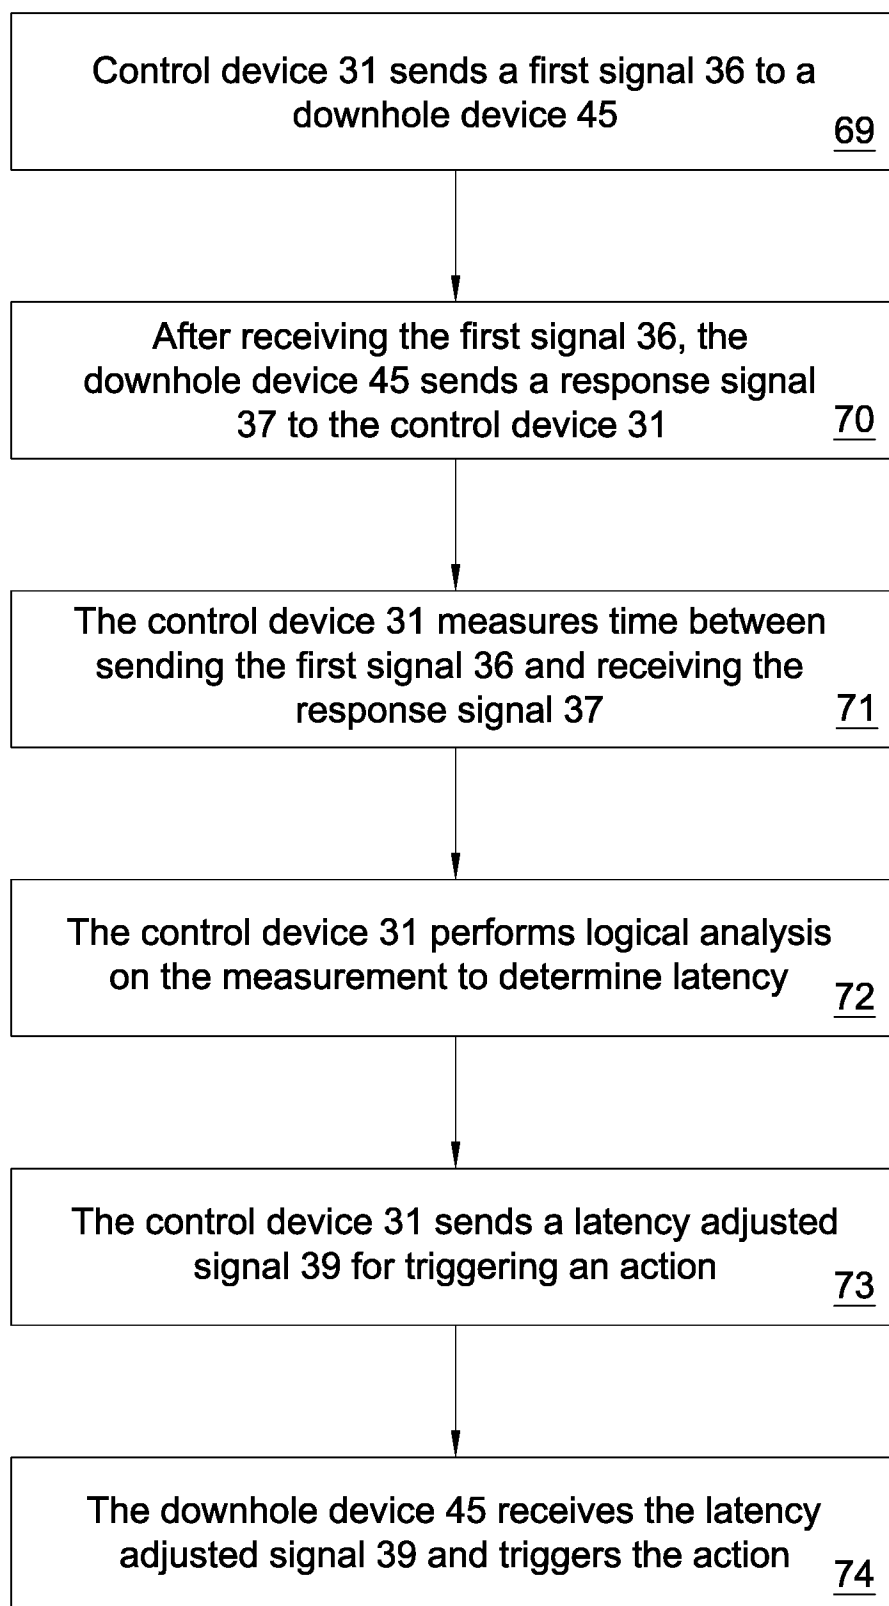 Control device 31 sends a first signal 36 to a
downhole device 45
69
After receiving the first signal 36, the
downhole device 45 sends a response signal
37 to the control device 31
70
The control device 31 measures time between
sending the first signal 36 and receiving the
response signal 37
71
The control device 31 performs logical analysis
on the measurement to determine latency
72
The control device 31 sends a latency adjusted
signal 39 for triggering an action
73
The downhole device 45 receives the latency
adjusted signal 39 and triggers the action
74